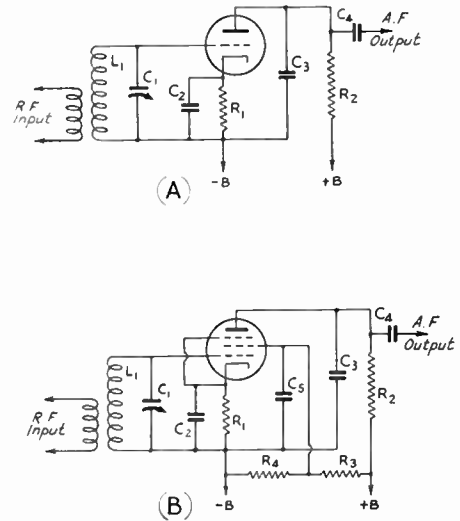 C4
A.F
Output
L1
C1
C3
RF
Input
C2
R1
R2
-B
+B
(A)
C4
A.F
Output
L1
C1
C5
C3
RF
Input
C2
R1
R2
R4
R3
-B
+B
(B)